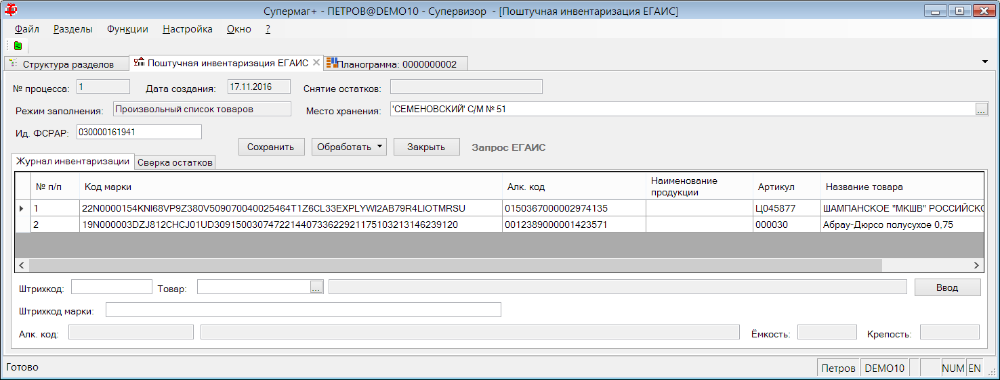 Супермаг+ - ПЕТРОВ@DEMO10 - Супервизор - [Поштучная инвентаризация ЕГАИС]
Файл Разделы Функции Настройка Окно ?
Структура разделов Поштучная инвентаризация ЕГАИС Планограмма: 0000000002
№ процесса: 1 Дата создания: 17.11.2016 Снятие остатков:
Режим заполнения: Произвольный список товаров Место хранения: 'СЕМЕНОВСКИЙ' С/М № 51 ...
Ид. ФСРАР: 030000161941
Сохранить Обработать Закрыть Запрос ЕГАИС
Журнал инвентаризации Сверка остатков
№ п/п Код марки Алк. код Наименование продукции Артикул Название товара
1 22N0000154KNI68VP9Z380V509070040025464T1Z6CL33EXPLYWI2AB79R4LIOTMRSU 0150367000002974135 Ц045877 ШАМПАНСКОЕ "МКШВ" РОССИЙСКО
2 19N000003DZJ812CHCJ01UD30915003074722144073362292117510321314623​9120 0012389000001423571 000030 Абрау-Дюрсо полусухое 0,75
Штрихкод: Товар: ... Ввод
Штрихкод марки:
Алк. код: Ёмкость: Крепость:
Готово Петров DEMO10 NUM EN